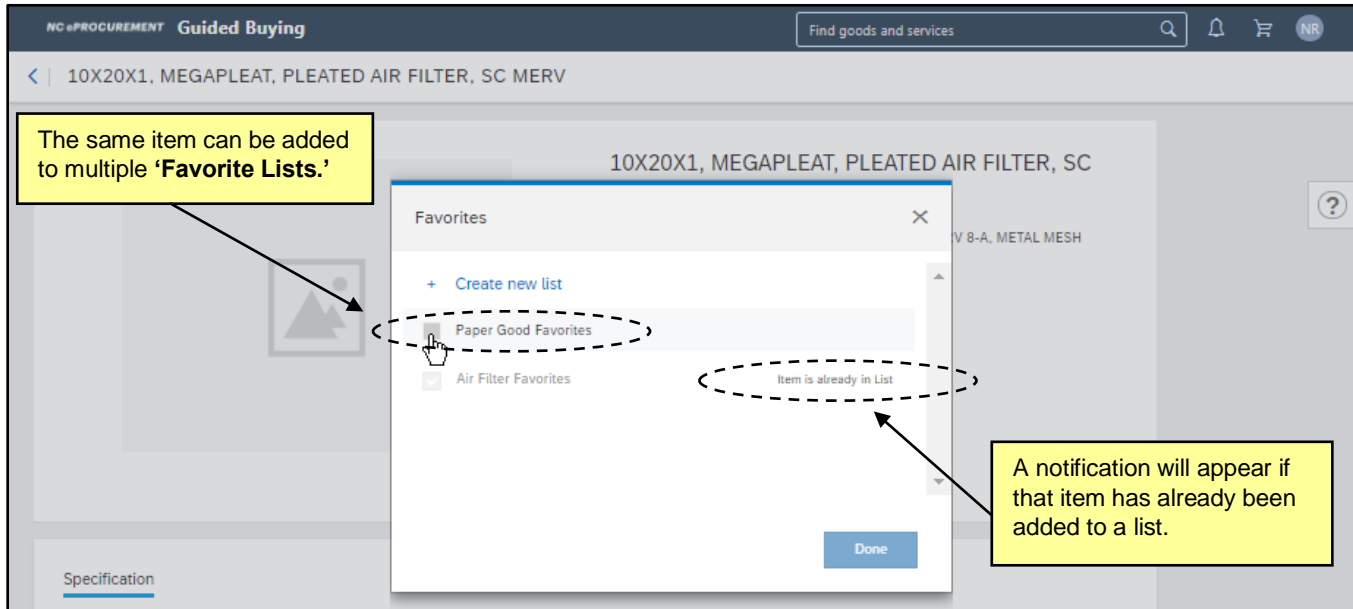 NC ePROCUREMENT Guided Buying
Find goods and services
NR
10X20X1, MEGAPLEAT, PLEATED AIR FILTER, SC MERV
The same item can be added
to multiple ‘Favorite Lists.’
10X20X1, MEGAPLEAT, PLEATED AIR FILTER, SC
V 8-A, METAL MESH
?
Favorites
+ Create new list
Paper Good Favorites
Air Filter Favorites
Item is already in List
A notification will appear if
that item has already been
added to a list.
Done
Specification